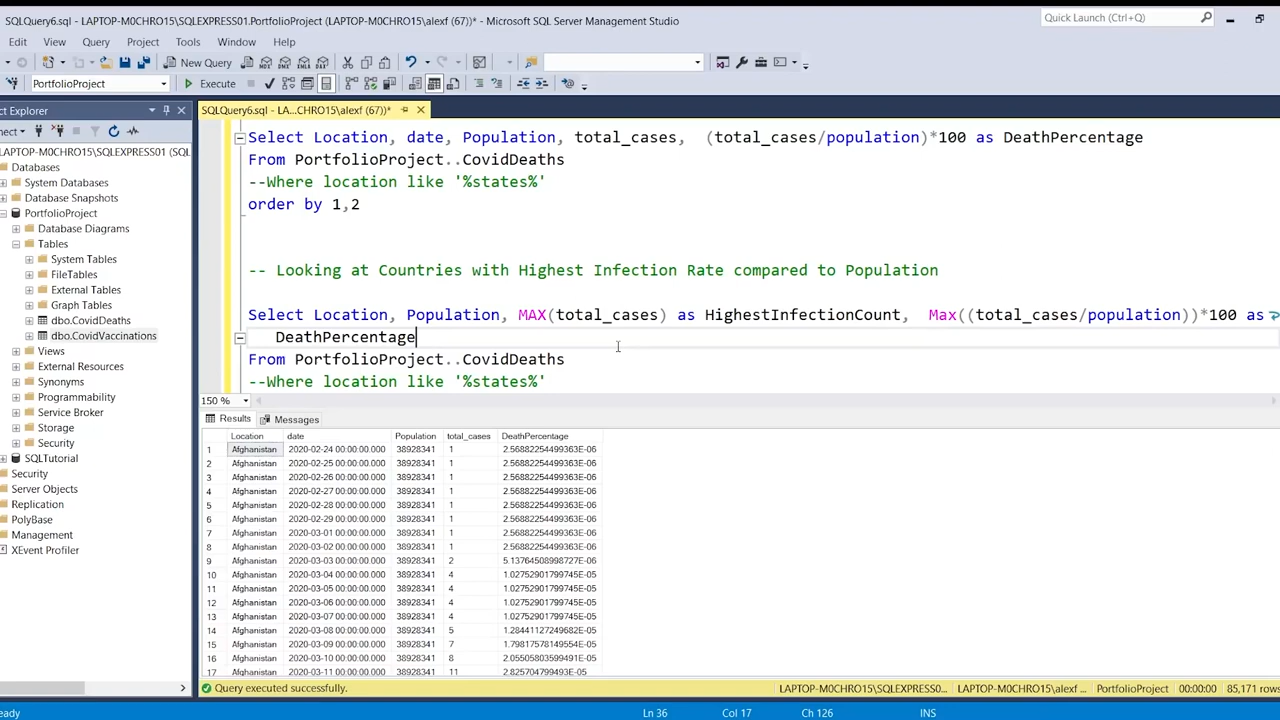 SQLQuery6.sql - LAPTOP-M0CHRO15\SQLEXPRESS01.PortfolioProject (LAPTOP-M0CHRO15\alexf (67))* - Microsoft SQL Server Management Studio
Quick Launch (Ctrl+Q)
Edit View Query Project Tools Window Help
New Query
PortfolioProject Execute
ct Explorer
SQLQuery6.sql - LA...CHRO15\alexf (67))*
nect
LAPTOP-M0CHRO15\SQLEXPRESS01 (SQL
Databases
System Databases
Database Snapshots
PortfolioProject
Database Diagrams
Tables
System Tables
FileTables
External Tables
Graph Tables
dbo.CovidDeaths
dbo.CovidVaccinations
Views
External Resources
Synonyms
Programmability
Service Broker
Storage
Security
SQLTutorial
Security
Server Objects
Replication
PolyBase
Management
XEvent Profiler
Select Location, date, Population, total_cases, (total_cases/population)*100 as DeathPercentage
From PortfolioProject..CovidDeaths
--Where location like '%states%'
order by 1,2
-- Looking at Countries with Highest Infection Rate compared to Population
Select Location, Population, MAX(total_cases) as HighestInfectionCount, Max((total_cases/population))*100 as
DeathPercentage
From PortfolioProject..CovidDeaths
--Where location like '%states%'
150 %
Results Messages
Location date Population total_cases DeathPercentage
1 Afghanistan 2020-02-24 00:00:00.000 38928341 1 2.56882254499363E-06
2 Afghanistan 2020-02-25 00:00:00.000 38928341 1 2.56882254499363E-06
3 Afghanistan 2020-02-26 00:00:00.000 38928341 1 2.56882254499363E-06
4 Afghanistan 2020-02-27 00:00:00.000 38928341 1 2.56882254499363E-06
5 Afghanistan 2020-02-28 00:00:00.000 38928341 1 2.56882254499363E-06
6 Afghanistan 2020-02-29 00:00:00.000 38928341 1 2.56882254499363E-06
7 Afghanistan 2020-03-01 00:00:00.000 38928341 1 2.56882254499363E-06
8 Afghanistan 2020-03-02 00:00:00.000 38928341 1 2.56882254499363E-06
9 Afghanistan 2020-03-03 00:00:00.000 38928341 2 5.13764508998727E-06
10 Afghanistan 2020-03-04 00:00:00.000 38928341 4 1.02752901799745E-05
11 Afghanistan 2020-03-05 00:00:00.000 38928341 4 1.02752901799745E-05
12 Afghanistan 2020-03-06 00:00:00.000 38928341 4 1.02752901799745E-05
13 Afghanistan 2020-03-07 00:00:00.000 38928341 4 1.02752901799745E-05
14 Afghanistan 2020-03-08 00:00:00.000 38928341 5 1.28441127249682E-05
15 Afghanistan 2020-03-09 00:00:00.000 38928341 7 1.79817578149554E-05
16 Afghanistan 2020-03-10 00:00:00.000 38928341 8 2.05505803599491E-05
17 Afghanistan 2020-03-11 00:00:00.000 38928341 11 2.825704799493E-05
Query executed successfully. LAPTOP-M0CHRO15\SQLEXPRESS0... LAPTOP-M0CHRO15\alexf ... PortfolioProject 00:00:00 85,171 rows
eady Ln 36 Col 17 Ch 126 INS